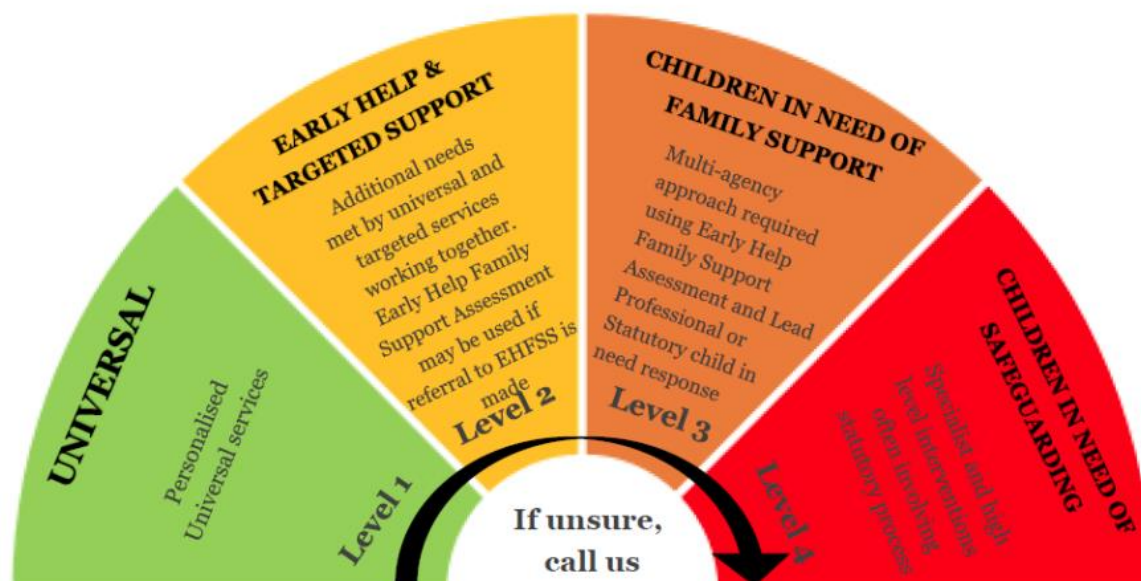 UNIVERSAL
Personalised
Universal services
Level 1
EARLY HELP &
TARGETED SUPPORT
Additional needs
met by universal and
targeted services
working together.
Early Help Family
Support Assessment
may be used if
referral to EHFSS is
made
Level 2
CHILDREN IN NEED OF
FAMILY SUPPORT
Multi-agency
approach required
using Early Help
Family Support
Assessment and Lead
Professional or
Statutory child in
need response
Level 3
CHILDREN IN NEED OF
SAFEGUARDING
Specialist and high
level interventions
often involving
statutory process
Level 4
If unsure,
call us